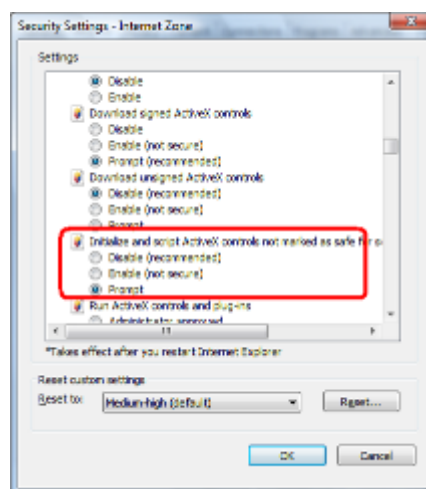 Security Settings - Internet Zone
Settings
Disable
Enable
Download signed ActiveX controls
Disable
Enable (not secure)
Prompt (recommended)
Download unsigned ActiveX controls
Disable (recommended)
Enable (not secure)
Prompt
Initialize and script ActiveX controls not marked as safe for s
Disable (recommended)
Enable (not secure)
Prompt
Run ActiveX controls and plug-ins
Administrator approved
*Takes effect after you restart Internet Explorer
Reset custom settings
Reset to:
Medium-high (default)
Reset...
OK
Cancel